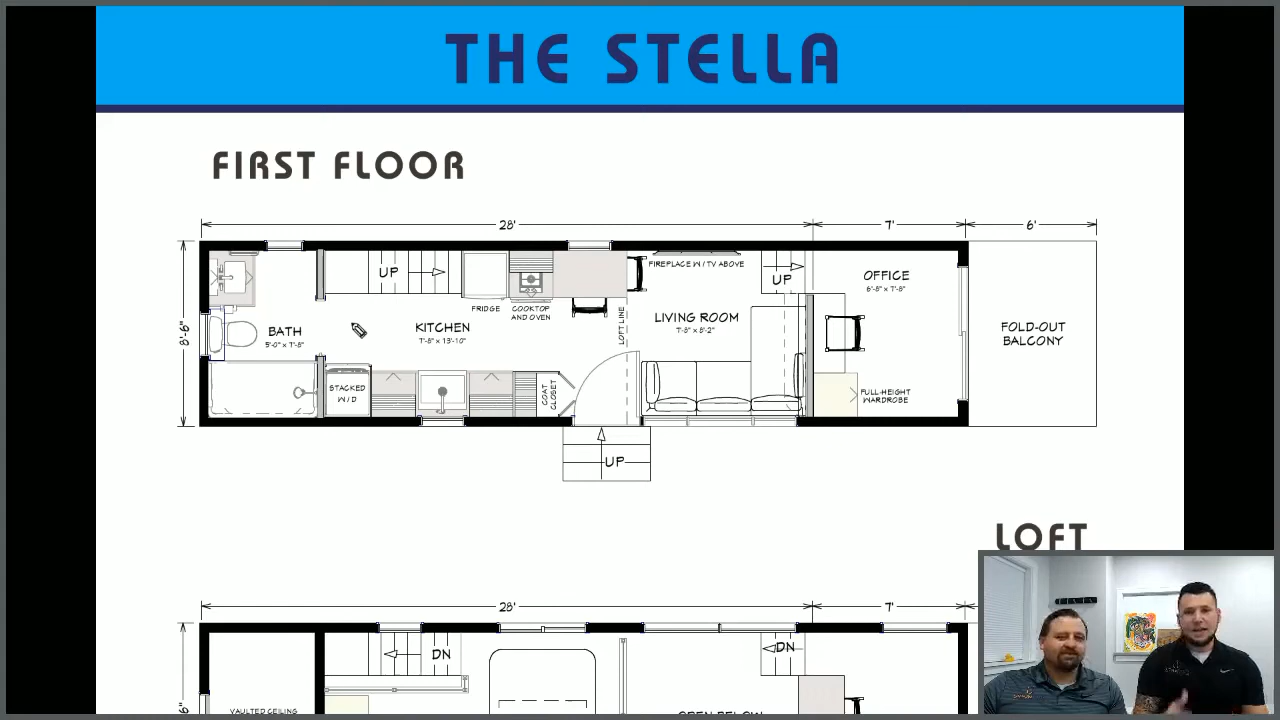 THE STELLA
FIRST FLOOR
28'
7'
6'
8'-6"
UP
FIREPLACE W/ TV ABOVE
UP
OFFICE
6'-8" x 7'-8"
FRIDGE
COOKTOP
AND OVEN
LOFT LINE
LIVING ROOM
7'-8" x 8'-2"
BATH
5'-0" x 7'-8"
KITCHEN
7'-8" x 13'-10"
FOLD-OUT
BALCONY
STACKED
W/D
COAT
CLOSET
FULL-HEIGHT
WARDROBE
UP
LOFT
28'
7'
DN
DN
6"
VAULTED CEILING
OPEN BELOW